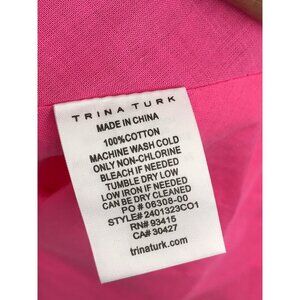 TRINA TURK
MADE IN CHINA
100%COTTON
MACHINE WASH COLD
ONLY NON-CHLORINE
BLEACH IF NEEDED
TUMBLE DRY LOW
LOW IRON IF NEEDED
CAN BE DRY CLEANED
PO # 06308-00
STYLE# 2401323CO1
RN# 93415
CA# 30427
trinaturk.com